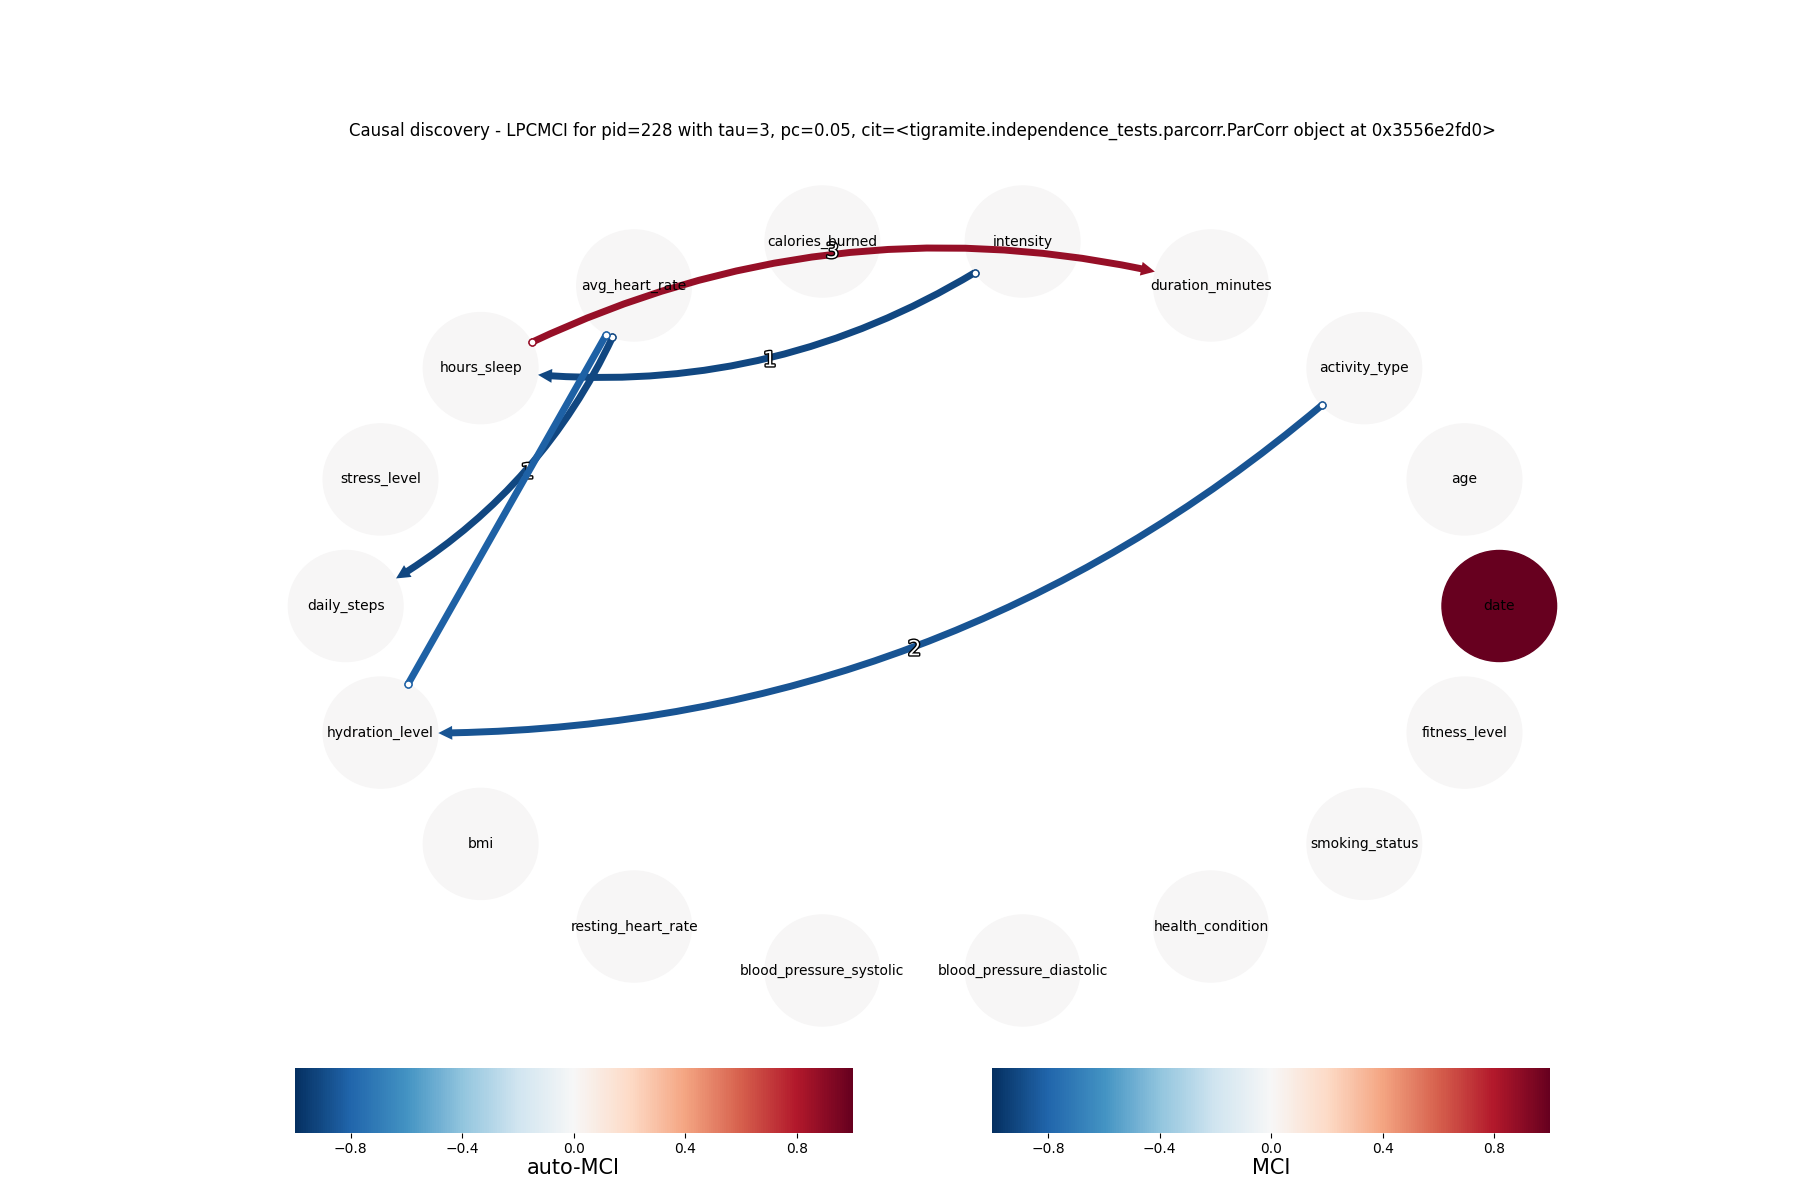 Causal discovery - LPCMCI for pid=228 with tau=3, pc=0.05, cit=<tigramite.independence_tests.parcorr.ParCorr object at 0x3556e2fd0>
calories_burned
intensity
3
avg_heart_rate
duration_minutes
1
hours_sleep
activity_type
stress_level
age
daily_steps
date
2
hydration_level
fitness_level
bmi
smoking_status
resting_heart_rate
health_condition
blood_pressure_systolic
blood_pressure_diastolic
−0.8 −0.4 0.0 0.4 0.8
auto-MCI
−0.8 −0.4 0.0 0.4 0.8
MCI